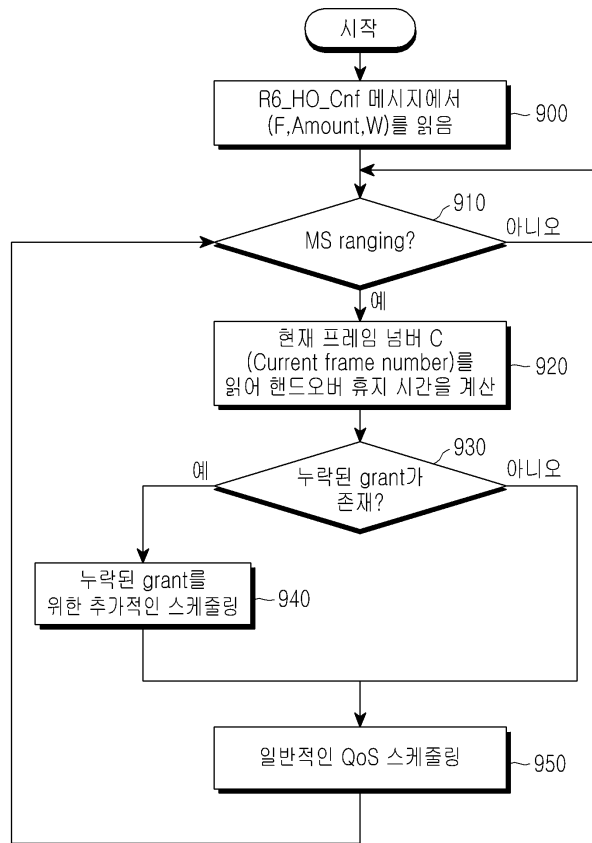 시작
R6_HO_Cnf 메시지에서
(F,Amount,W)를 읽음
900
910
MS ranging?
아니오
예
현재 프레임 넘버 C
(Current frame number)를
읽어 핸드오버 휴지 시간을 계산
920
930
예
누락된 grant가
존재?
아니오
누락된 grant를
위한 추가적인 스케줄링
940
일반적인 QoS 스케줄링
950